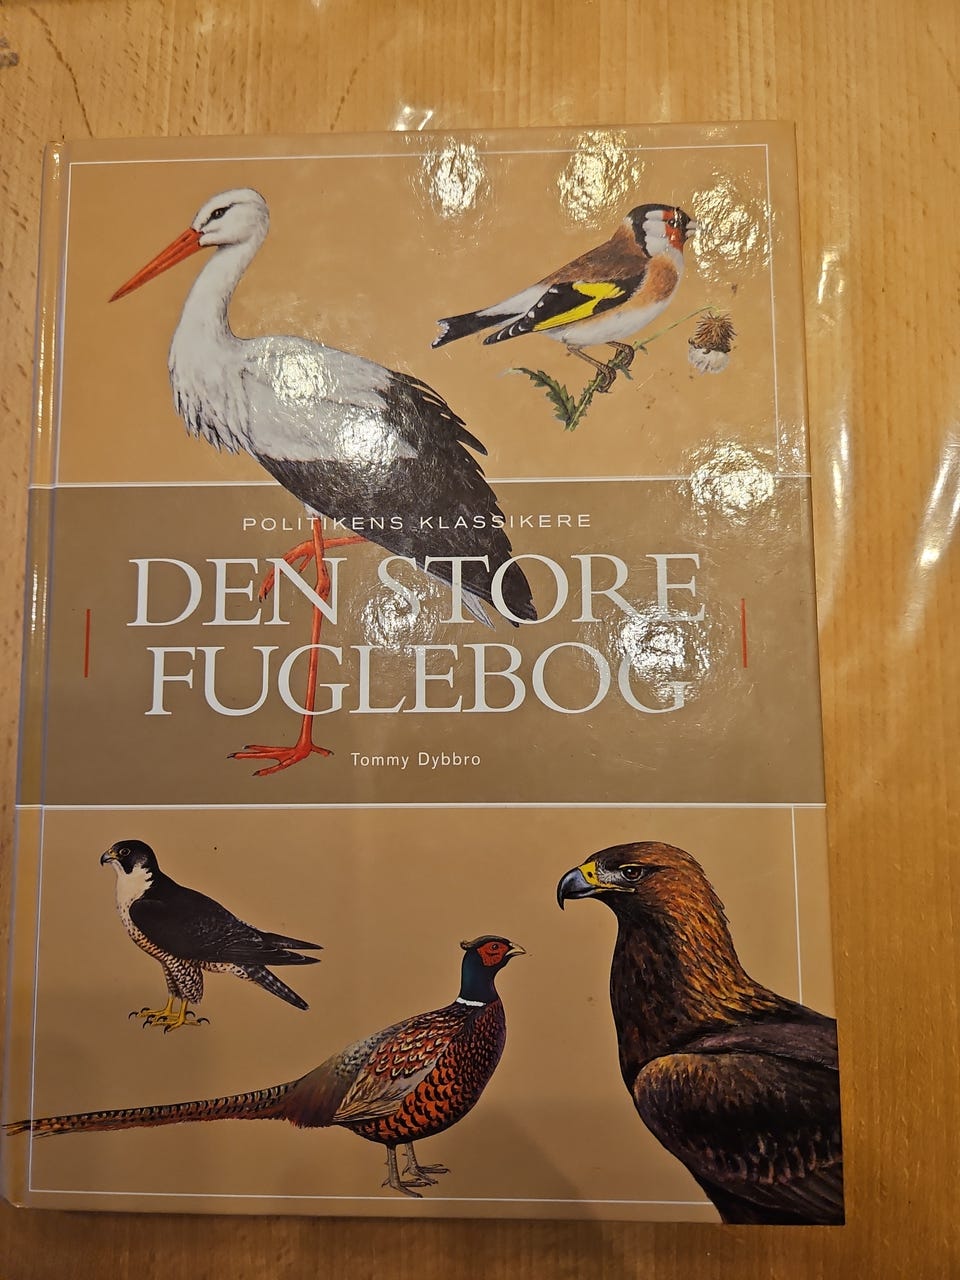 POLITIKENS KLASSIKERE
DEN STORE
FUGLEBOG
Tommy Dybbro